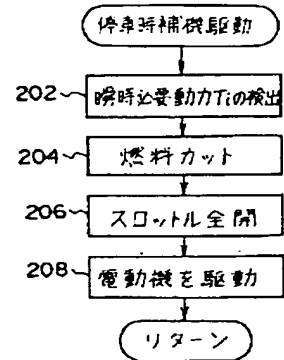 停車時補機駆動
202 瞬時必要動力Tiの検出
204 燃料カット
206 スロットル全開
208 電動機を駆動
リターン